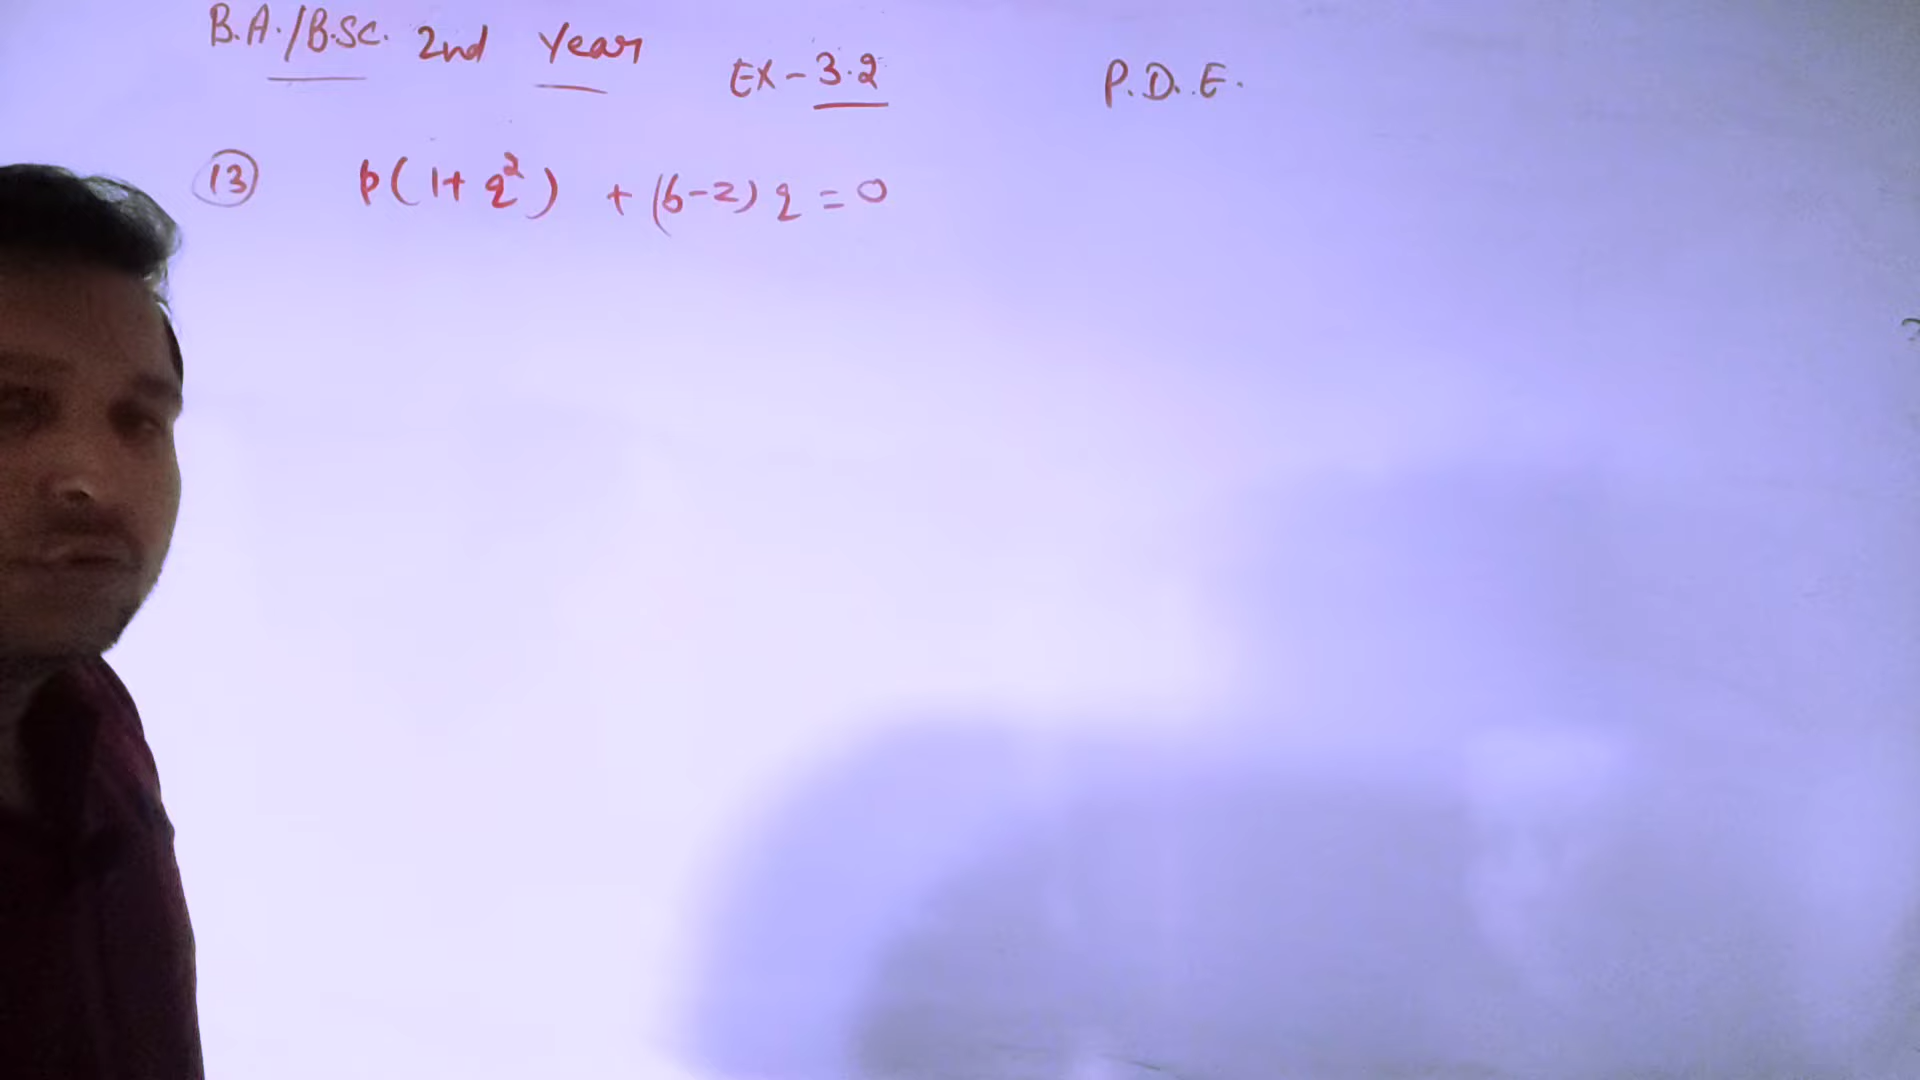 B.A./B.Sc. 2nd Year EX-3.2 P.D.E.
(13) p(1+q²) + (b-z)q = 0